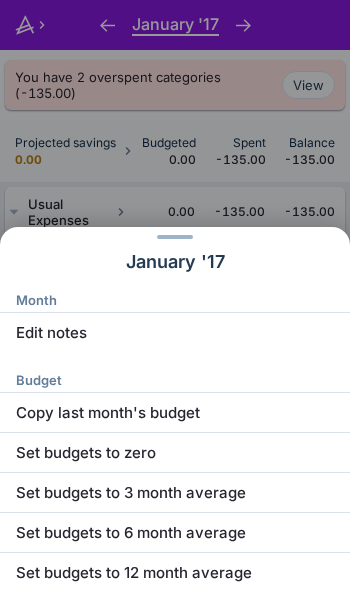 January '17
You have 2 overspent categories
(-135.00)
View
Projected savings
Budgeted
Spent
Balance
0.00
0.00
-135.00
-135.00
Usual
Expenses
0.00
-135.00
-135.00
January '17
Month
Edit notes
Budget
Copy last month's budget
Set budgets to zero
Set budgets to 3 month average
Set budgets to 6 month average
Set budgets to 12 month average